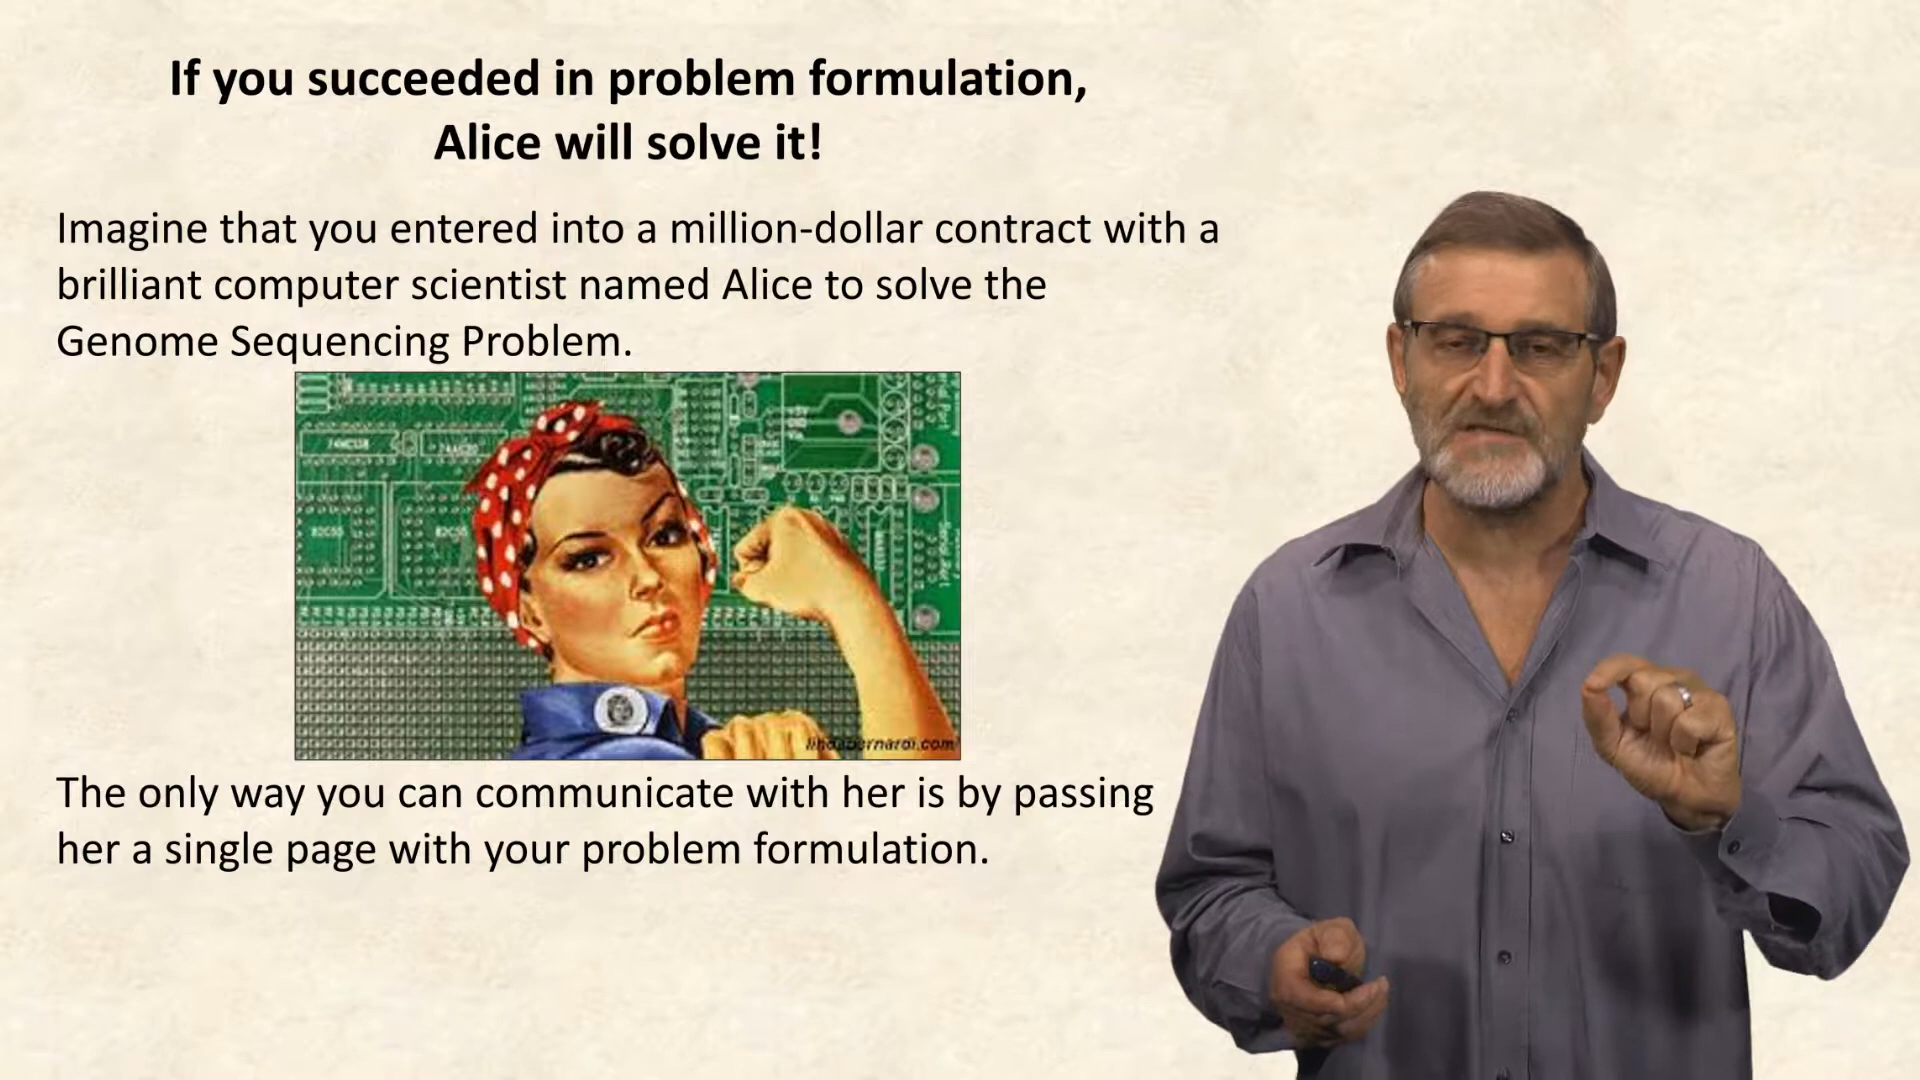 If you succeeded in problem formulation,
Alice will solve it!
Imagine that you entered into a million-dollar contract with a
brilliant computer scientist named Alice to solve the
Genome Sequencing Problem.
The only way you can communicate with her is by passing
her a single page with your problem formulation.